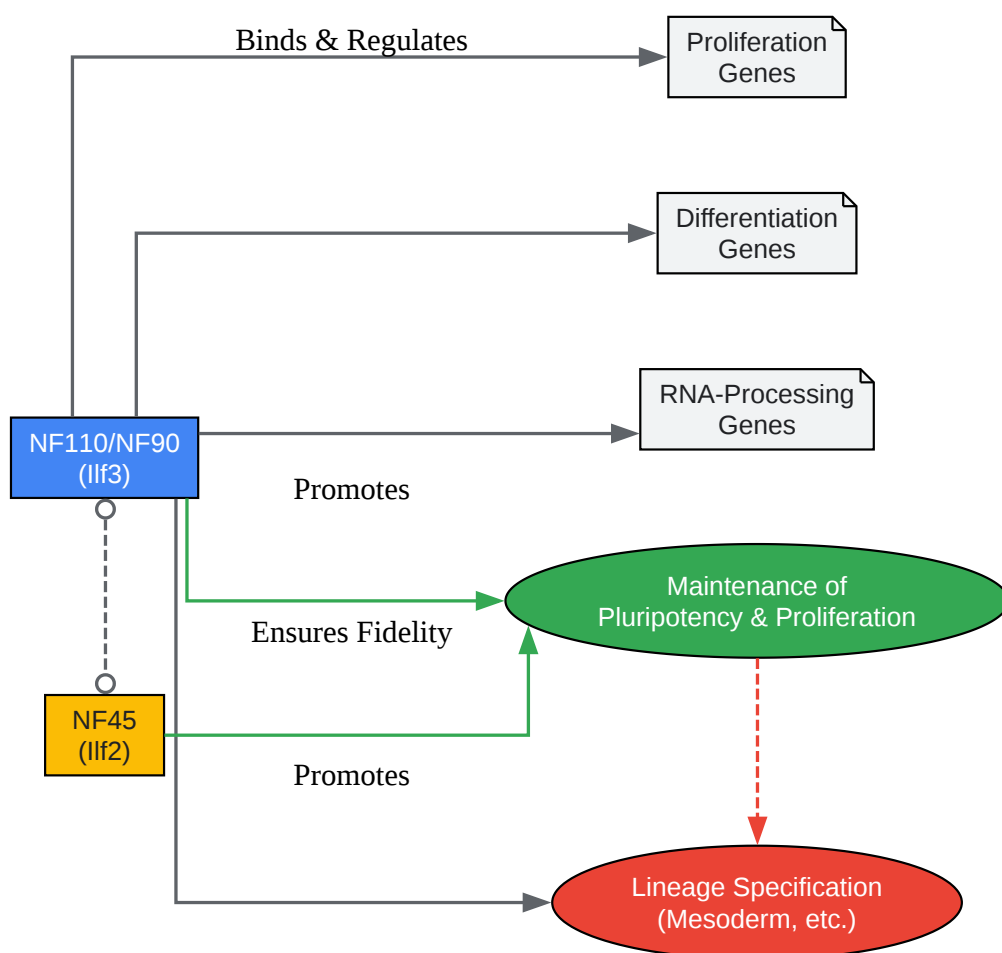 Binds & Regulates
Proliferation
Genes
Differentiation
Genes
RNA-Processing
Genes
NF110/NF90
(Ilf3)
Promotes
Maintenance of
Pluripotency & Proliferation
Ensures Fidelity
NF45
(Ilf2)
Promotes
Lineage Specification
(Mesoderm, etc.)